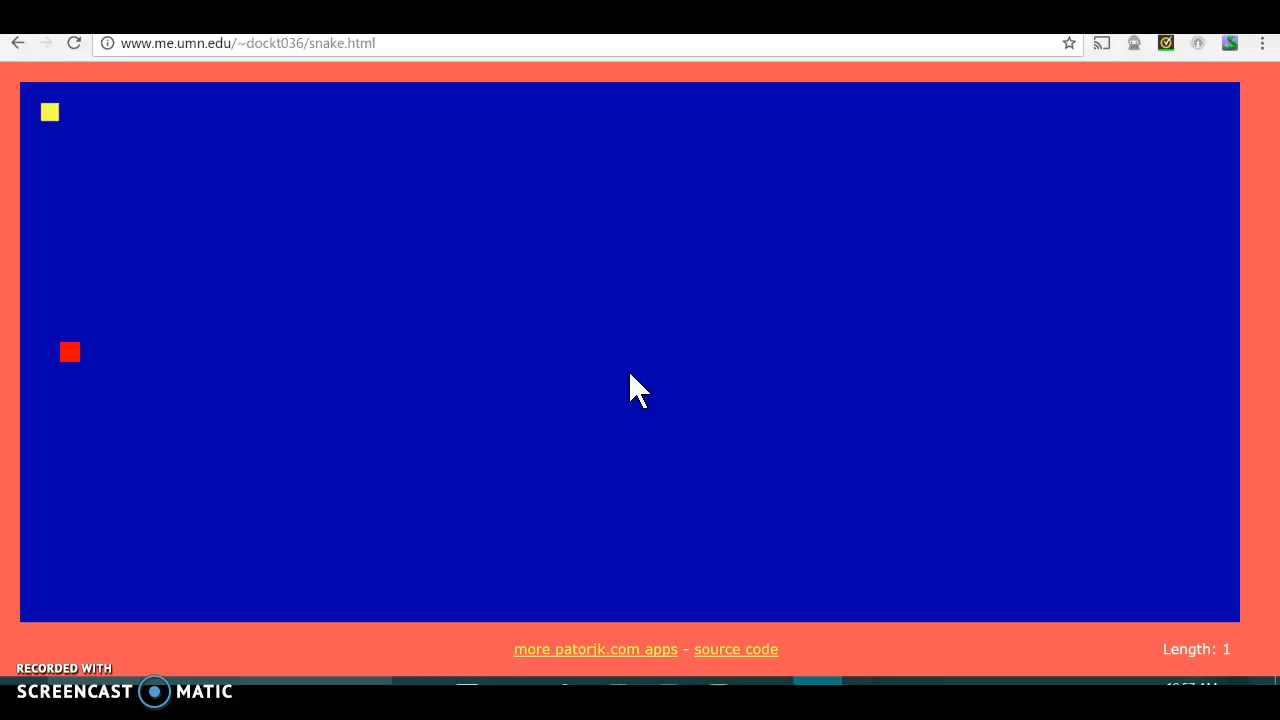 www.me.umn.edu/~dockt036/snake.html
more patorjk.com apps - source code
Length: 1
RECORDED WITH
SCREENCAST MATIC